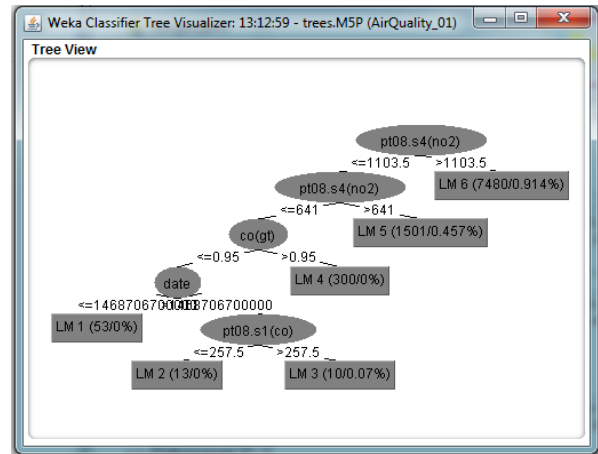 Weka Classifier Tree Visualizer: 13:12:59 - trees.M5P (AirQuality_01)
Tree View
pt08.s4(no2)
<=1103.5 >1103.5
pt08.s4(no2)
LM 6 (7480/0.914%)
<=641 >641
co(gt)
LM 5 (1501/0.457%)
<=0.95 >0.95
date
LM 4 (300/0%)
<=1468706700000 >1468706700000
LM 1 (53/0%)
pt08.s1(co)
<=257.5 >257.5
LM 2 (13/0%)
LM 3 (10/0.07%)